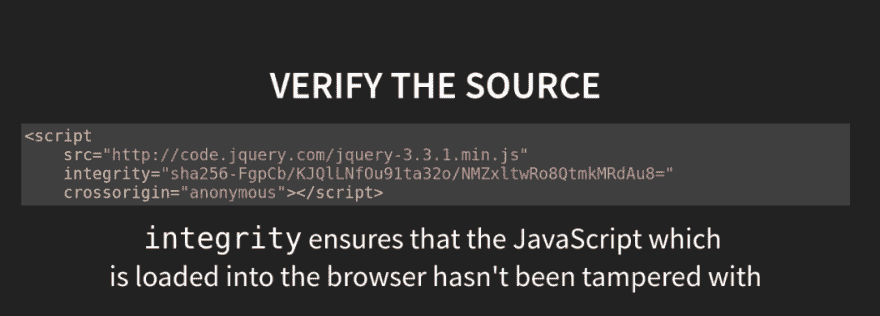 VERIFY THE SOURCE
<script
src="http://code.jquery.com/jquery-3.3.1.min.js"
integrity="sha256-FgpCb/KJQlLNfOu91ta32o/NMZxltwRo8QtmkMRdAu8="
crossorigin="anonymous"></script>
integrity ensures that the JavaScript which
is loaded into the browser hasn't been tampered with